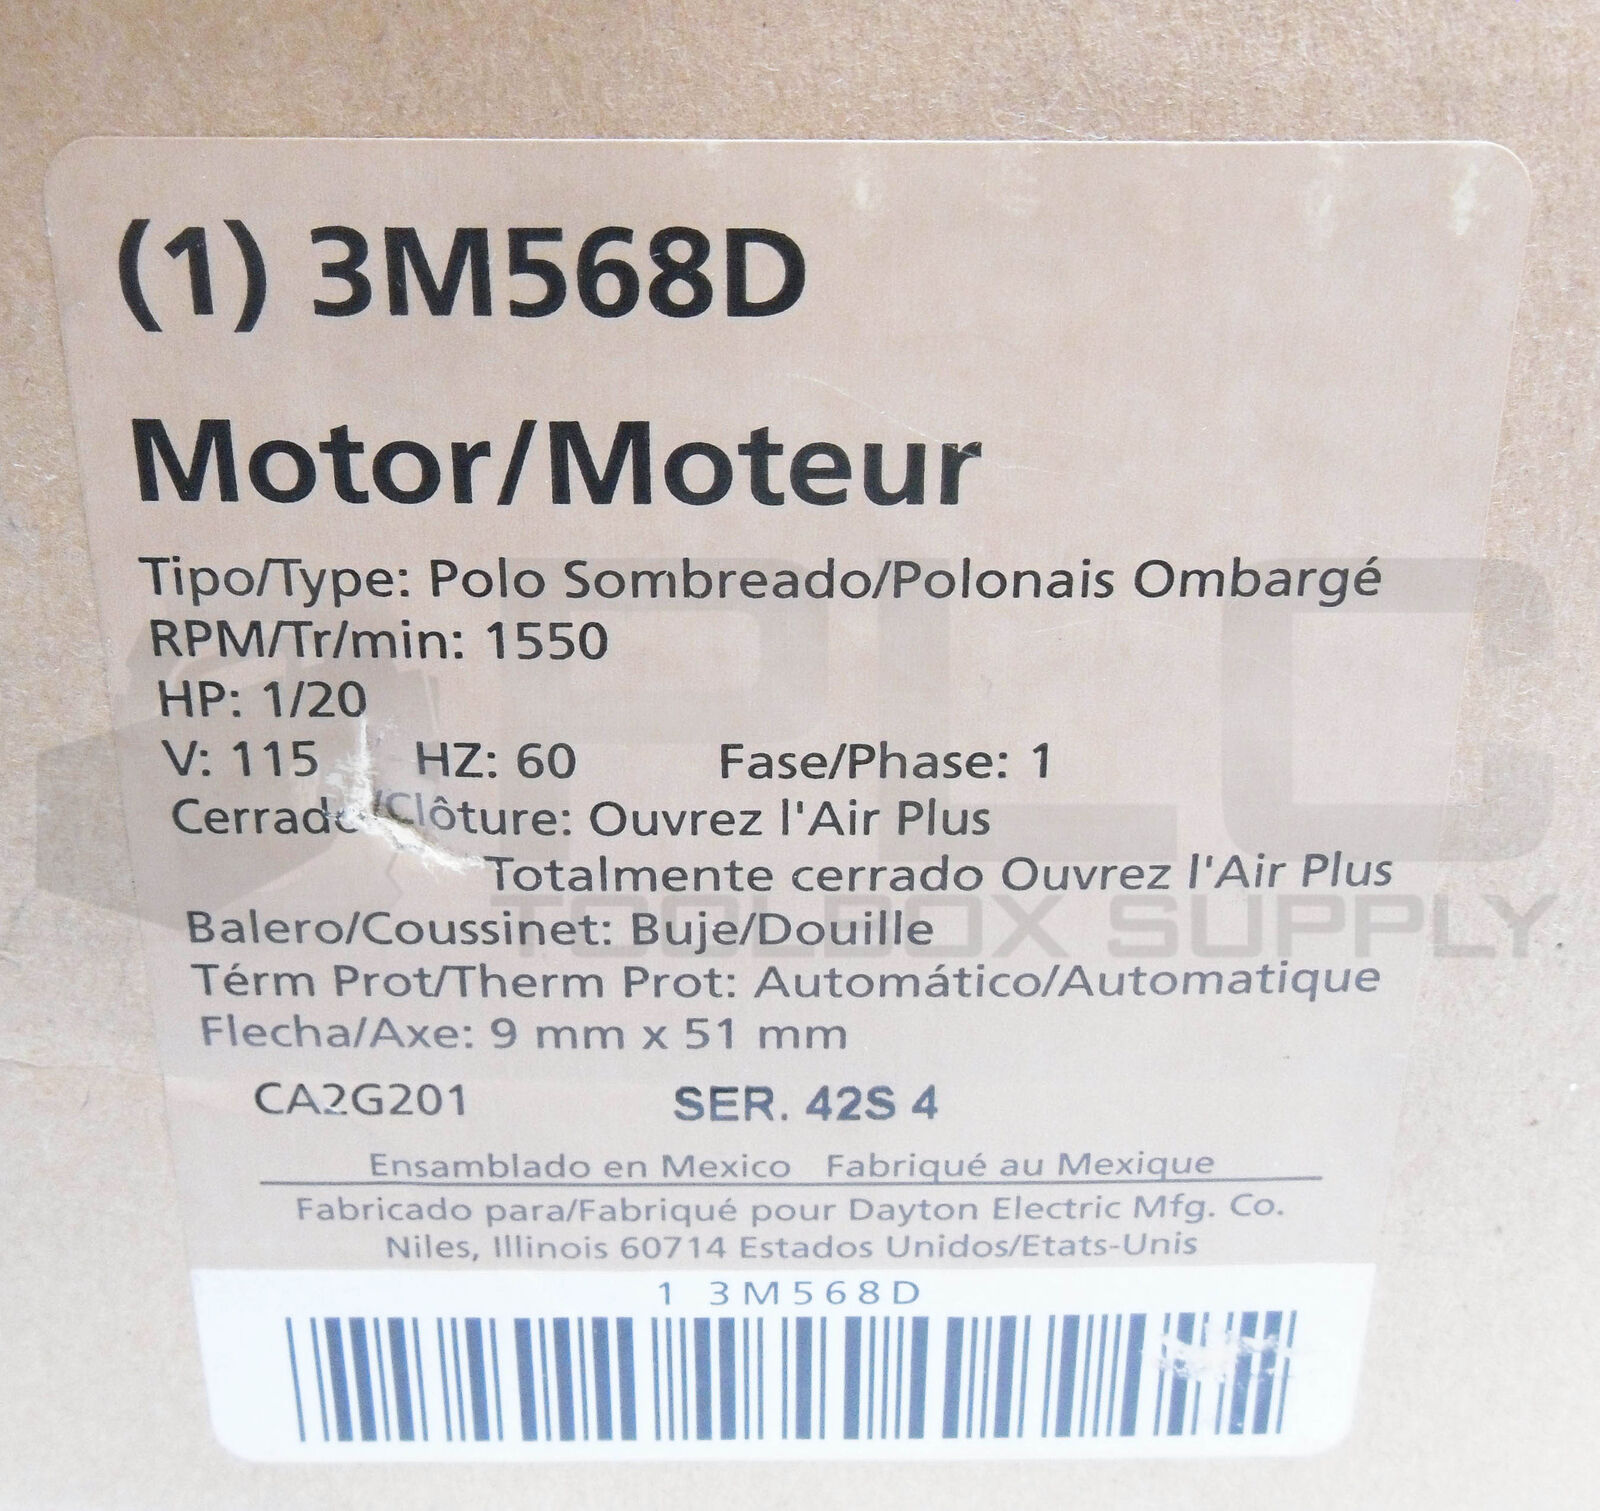 (1) 3M568D
Motor/Moteur
Tipo/Type: Polo Sombreado/Polonais Ombargé
RPM/Tr/min: 1550
HP: 1/20
V: 115 HZ: 60 Fase/Phase: 1
Cerrado/Clôture: Ouvrez l'Air Plus
Totalmente cerrado Ouvrez l'Air Plus
Balero/Coussinet: Buje/Douille
Térm Prot/Therm Prot: Automático/Automatique
Flecha/Axe: 9 mm x 51 mm
CA2G201 SER. 42S 4
Ensamblado en Mexico Fabriqué au Mexique
Fabricado para/Fabriqué pour Dayton Electric Mfg. Co.
Niles, Illinois 60714 Estados Unidos/Etats-Unis
1 3M568D
PLC
TOOLBOX SUPPLY